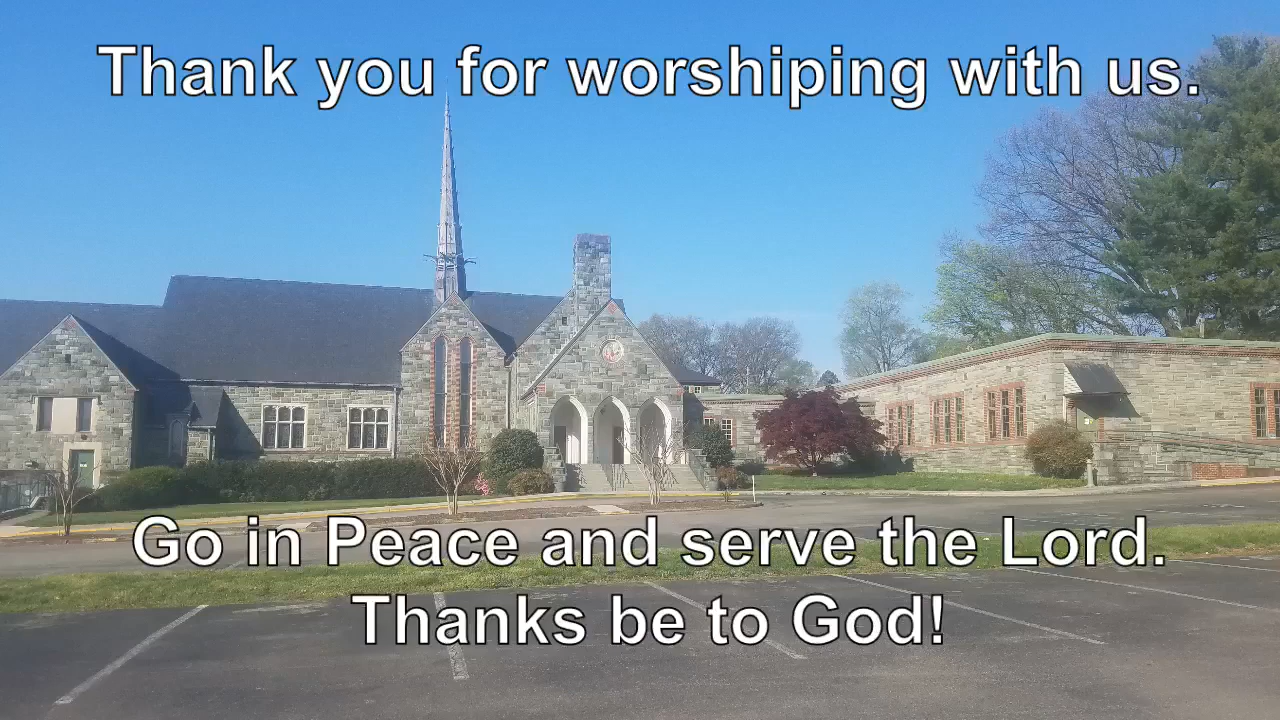 Thank you for worshiping with us.
Go in Peace and serve the Lord.
Thanks be to God!